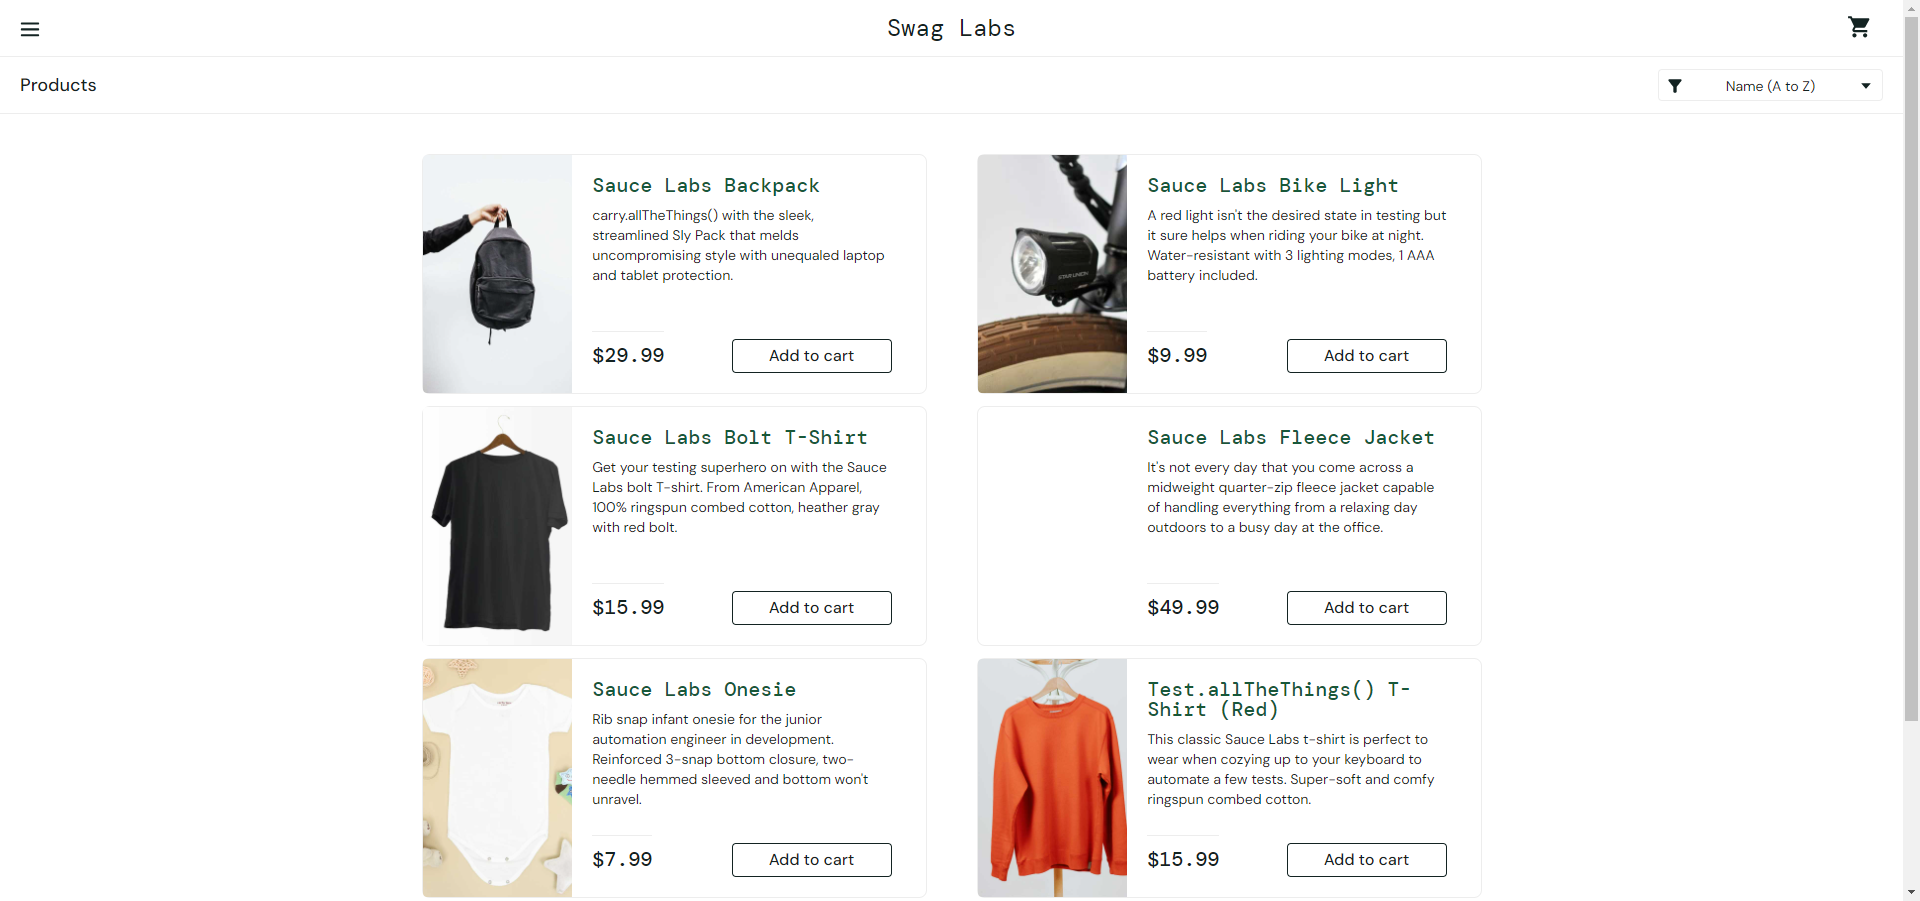 Swag Labs
Products
Name (A to Z)
Sauce Labs Backpack
carry.allTheThings() with the sleek,
streamlined Sly Pack that melds
uncompromising style with unequaled laptop
and tablet protection.
$29.99
Add to cart
Sauce Labs Bike Light
A red light isn't the desired state in testing but
it sure helps when riding your bike at night.
Water-resistant with 3 lighting modes, 1 AAA
battery included.
STAR UNION
$9.99
Add to cart
Sauce Labs Bolt T-Shirt
Get your testing superhero on with the Sauce
Labs bolt T-shirt. From American Apparel,
100% ringspun combed cotton, heather gray
with red bolt.
$15.99
Add to cart
Sauce Labs Fleece Jacket
It's not every day that you come across a
midweight quarter-zip fleece jacket capable
of handling everything from a relaxing day
outdoors to a busy day at the office.
$49.99
Add to cart
Sauce Labs Onesie
Rib snap infant onesie for the junior
automation engineer in development.
Reinforced 3-snap bottom closure, two-
needle hemmed sleeved and bottom won't
unravel.
$7.99
Add to cart
Test.allTheThings() T-
Shirt (Red)
This classic Sauce Labs t-shirt is perfect to
wear when cozying up to your keyboard to
automate a few tests. Super-soft and comfy
ringspun combed cotton.
$15.99
Add to cart